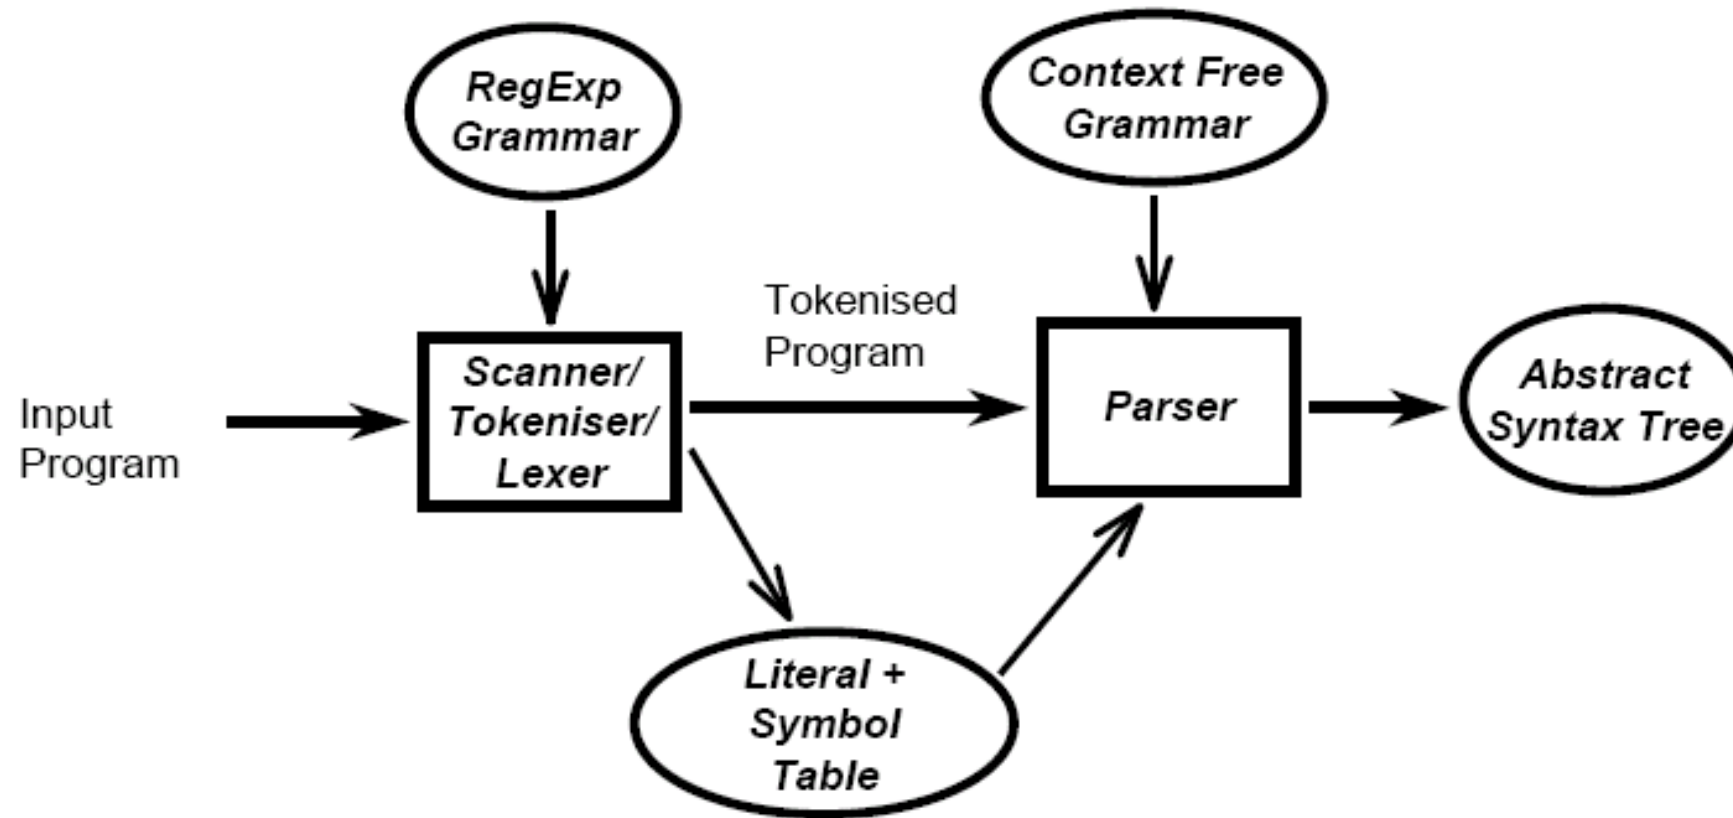 RegExp
Grammar
Context Free
Grammar
Tokenised
Program
Input
Program
Scanner/
Tokeniser/
Lexer
Parser
Abstract
Syntax Tree
Literal +
Symbol
Table